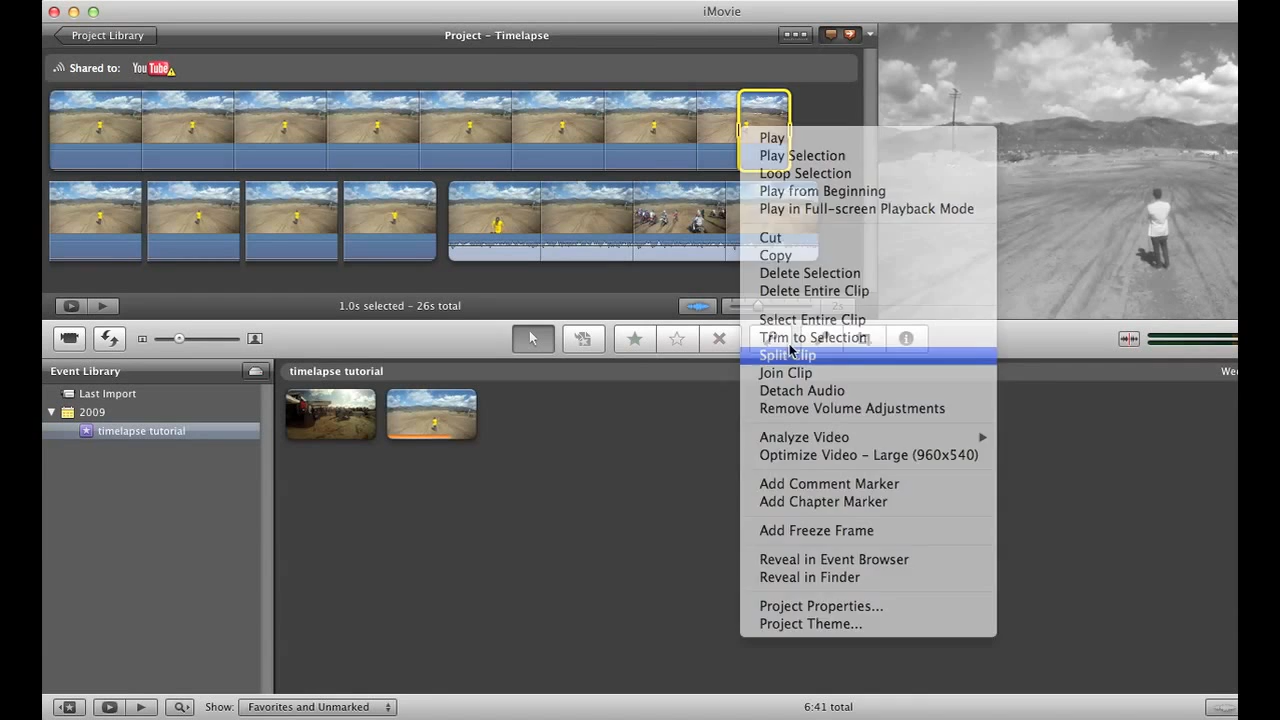 iMovie
Project Library
Project - Timelapse
Shared to: YouTube
Play
Play Selection
Loop Selection
Play from Beginning
Play in Full-screen Playback Mode
Cut
Copy
Delete Selection
Delete Entire Clip
1.0s selected - 26s total
2s
Select Entire Clip
Trim to Selection
Split Clip
Join Clip
Detach Audio
Remove Volume Adjustments
Analyze Video
Optimize Video - Large (960x540)
Add Comment Marker
Add Chapter Marker
Add Freeze Frame
Reveal in Event Browser
Reveal in Finder
Project Properties...
Project Theme...
Event Library
timelapse tutorial
We
Last Import
2009
timelapse tutorial
Show: Favorites and Unmarked
6:41 total